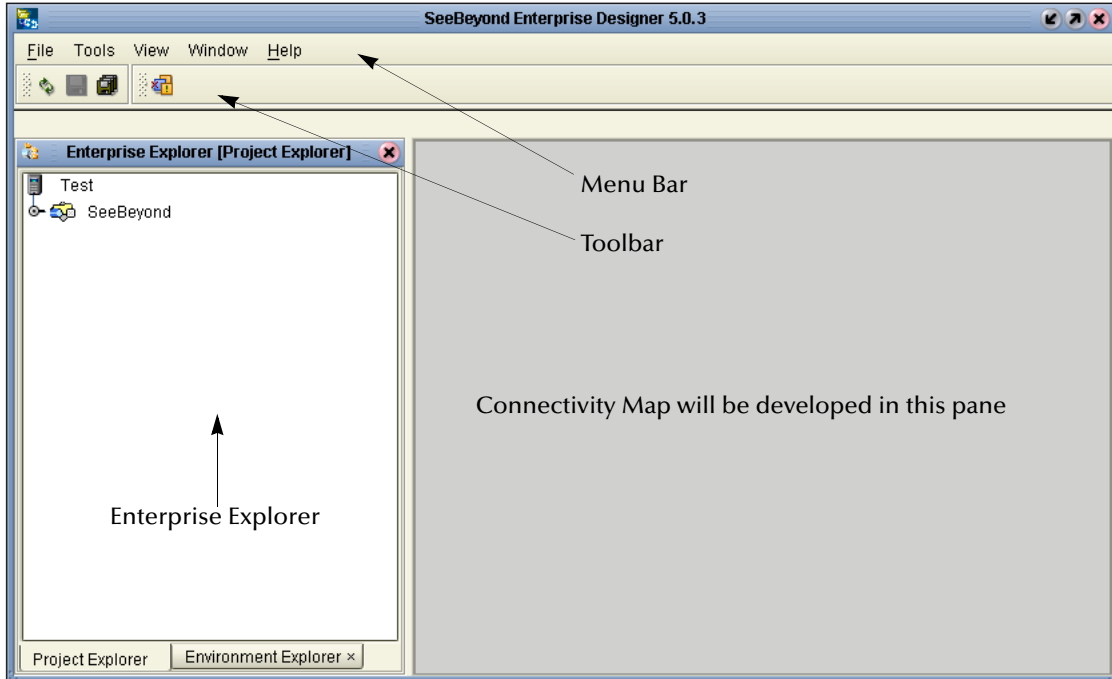 SeeBeyond Enterprise Designer 5.0.3
File Tools View Window Help
Enterprise Explorer [Project Explorer]
Test
SeeBeyond
Menu Bar
Toolbar
Connectivity Map will be developed in this pane
Enterprise Explorer
Project Explorer Environment Explorer ×